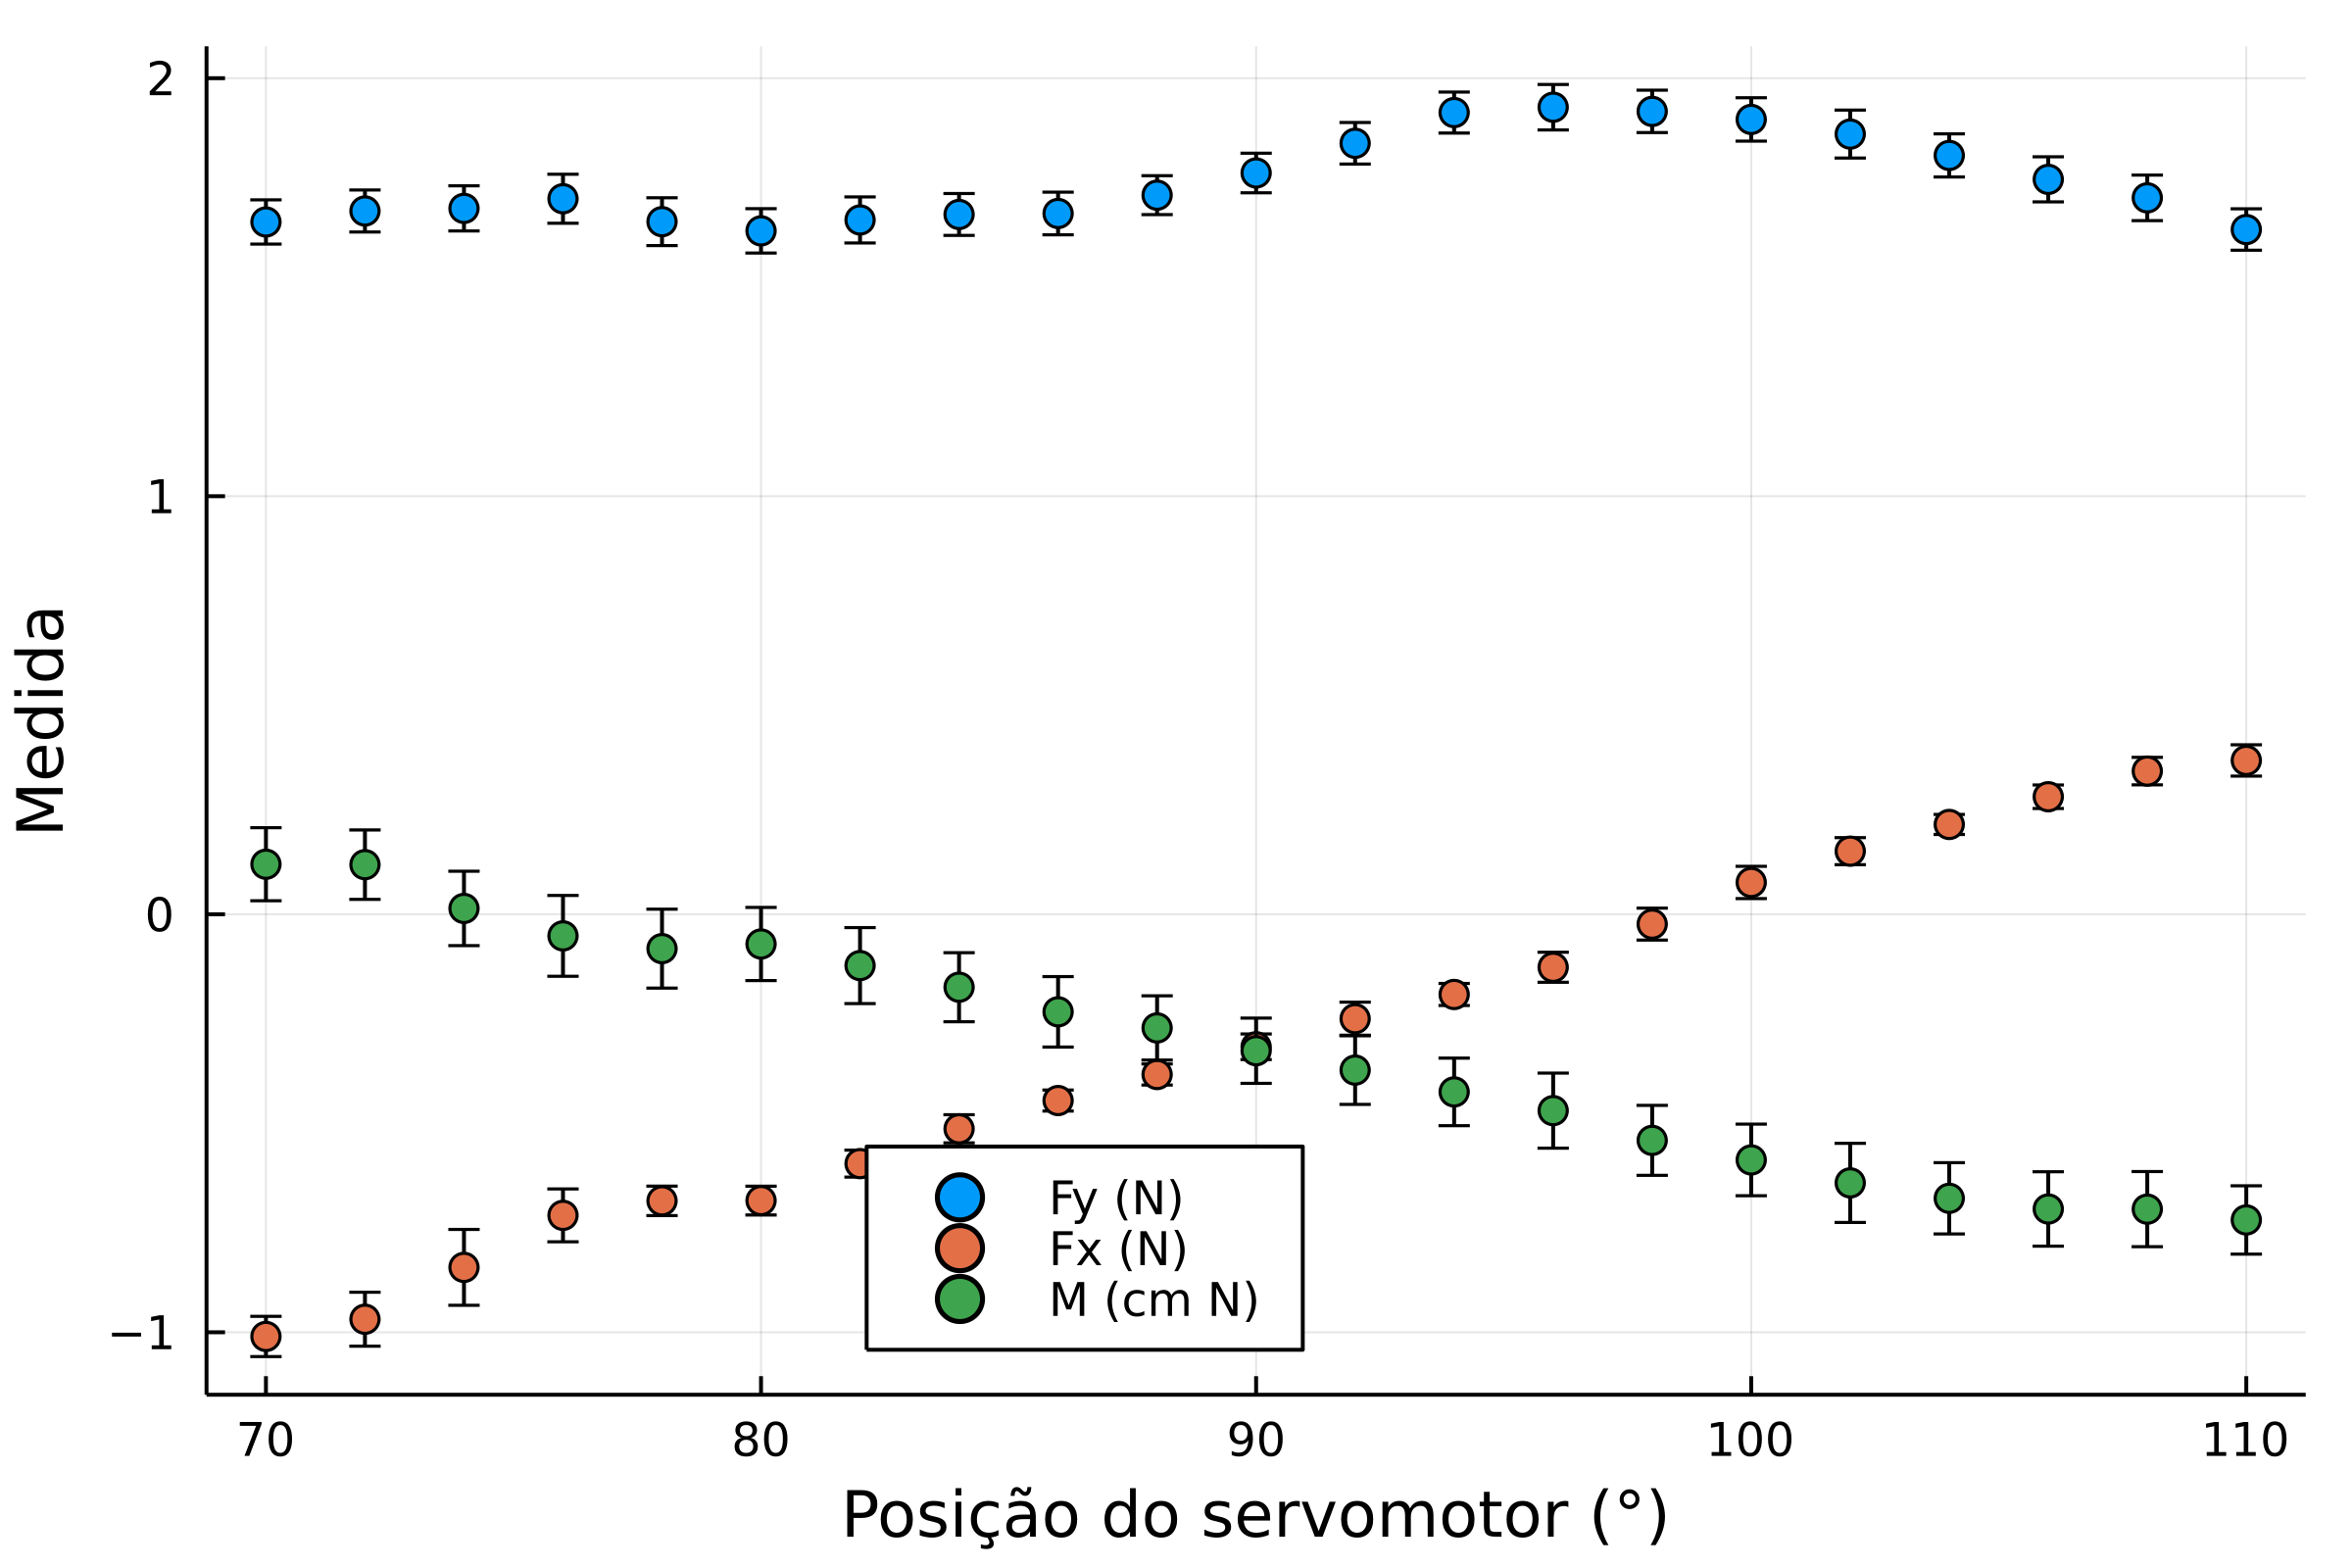 2
1
0
−1
Medida
70 80 90 100 110
Posição do servomotor (°)
Fy (N)
Fx (N)
M (cm N)